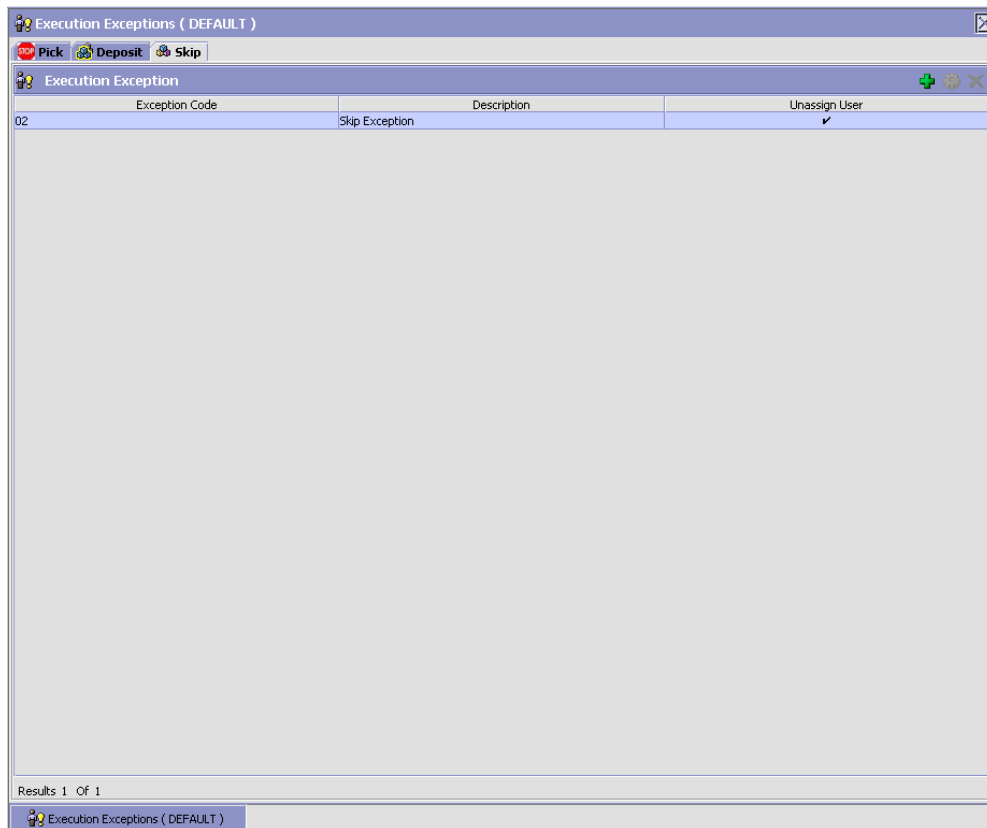 Execution Exceptions ( DEFAULT )
STOP Pick Deposit Skip
Execution Exception
Exception Code Description Unassign User
02 Skip Exception ✔
Results 1 Of 1
Execution Exceptions ( DEFAULT )